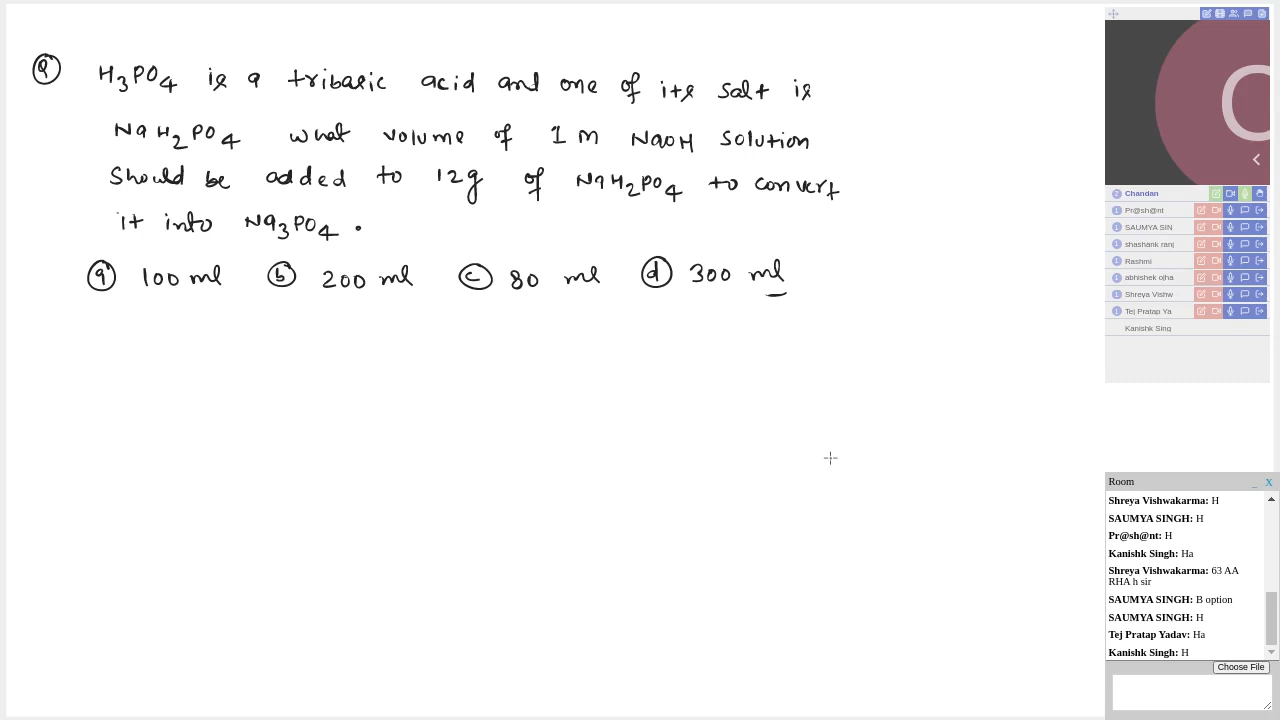 Q H3PO4 is a tribasic acid and one of its salt is
NaH2PO4 what volume of 1 M NaOH solution
should be added to 12g of NaH2PO4 to convert
it into Na3PO4 .
a 100 ml b 200 ml c 80 ml d 300 ml
C
Chandan
Pr@sh@nt
SAUMYA SIN
shashank ranj
Rashmi
abhishek ojha
Shreya Vishw
Tej Pratap Ya
Kanishk Sing
Room _ X
Shreya Vishwakarma: H
SAUMYA SINGH: H
Pr@sh@nt: H
Kanishk Singh: Ha
Shreya Vishwakarma: 63 AA
RHA h sir
SAUMYA SINGH: B option
SAUMYA SINGH: H
Tej Pratap Yadav: Ha
Kanishk Singh: H
Choose File